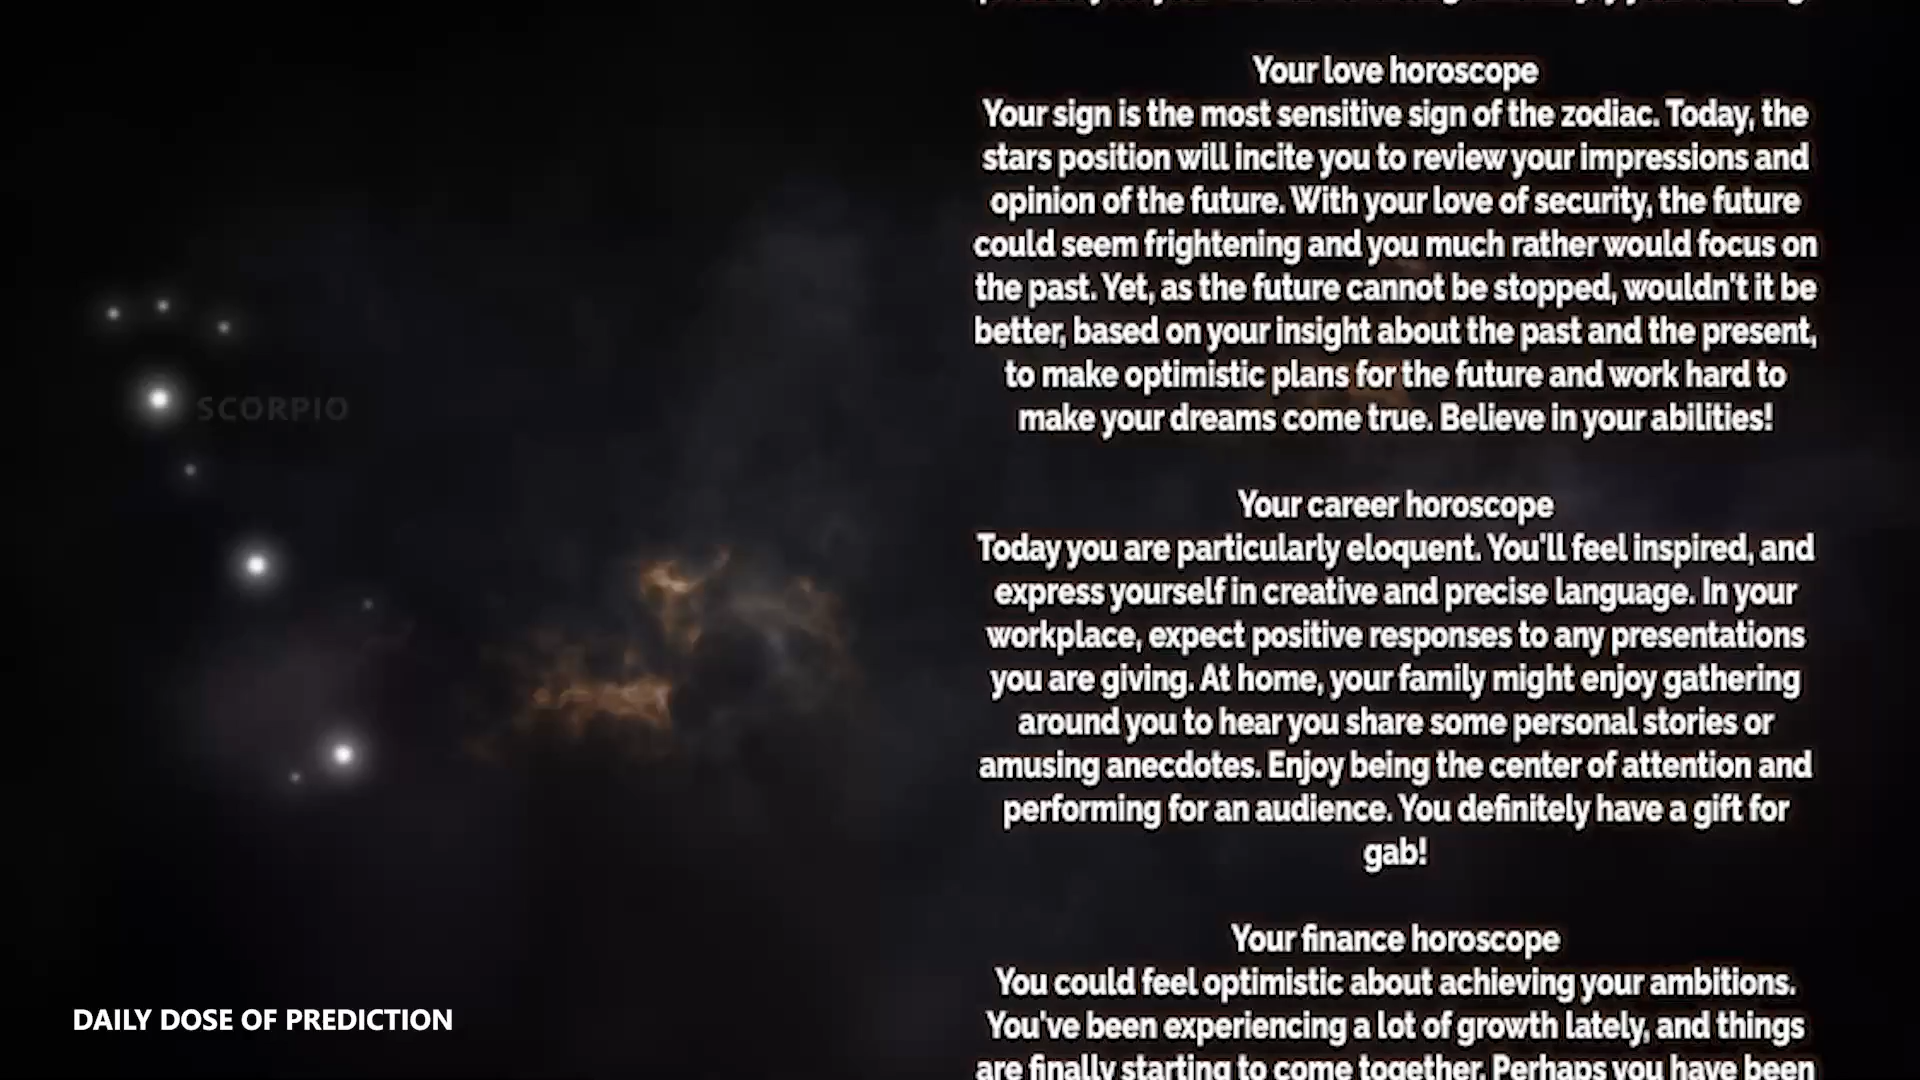 Your love horoscope
Your sign is the most sensitive sign of the zodiac. Today, the
stars position will incite you to review your impressions and
opinion of the future. With your love of security, the future
could seem frightening and you much rather would focus on
the past. Yet, as the future cannot be stopped, wouldn't it be
better, based on your insight about the past and the present,
to make optimistic plans for the future and work hard to
make your dreams come true. Believe in your abilities!
Your career horoscope
Today you are particularly eloquent. You'll feel inspired, and
express yourself in creative and precise language. In your
workplace, expect positive responses to any presentations
you are giving. At home, your family might enjoy gathering
around you to hear you share some personal stories or
amusing anecdotes. Enjoy being the center of attention and
performing for an audience. You definitely have a gift for
gab!
Your finance horoscope
You could feel optimistic about achieving your ambitions.
You've been experiencing a lot of growth lately, and things
are finally starting to come together. Perhaps you have been
SCORPIO
DAILY DOSE OF PREDICTION